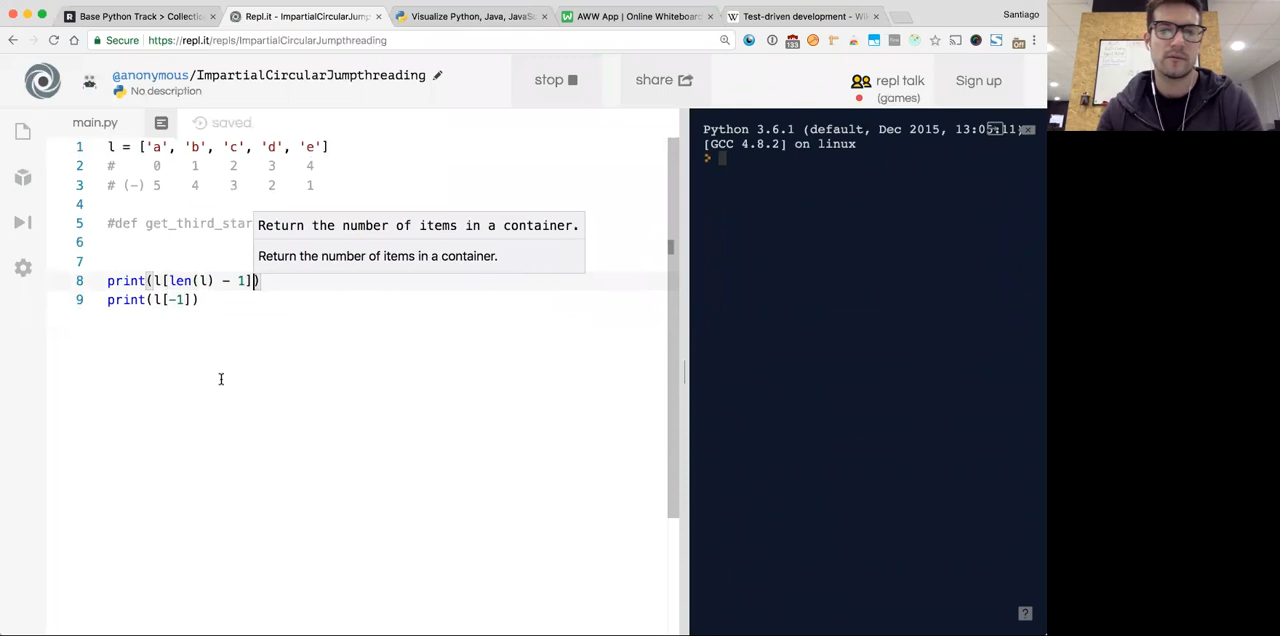 Base Python Track > Collectio
Repl.it - ImpartialCircularJump
Visualize Python, Java, JavaS
AWW App | Online Whiteboard
Test-driven development - Wi
Santiago
Secure https://repl.it/repls/ImpartialCircularJumpthreading
133
Off
@anonymous/ImpartialCircularJumpthreading
No description
stop
share
repl talk
(games)
Sign up
main.py
saved
1 l = ['a', 'b', 'c', 'd', 'e']
2 # 0 1 2 3 4
3 # (-) 5 4 3 2 1
4
5 #def get_third_star
6
7
8 print(l[len(l) - 1])
9 print(l[-1])
Return the number of items in a container.
Return the number of items in a container.
Python 3.6.1 (default, Dec 2015, 13:05:11)
[GCC 4.8.2] on linux
?